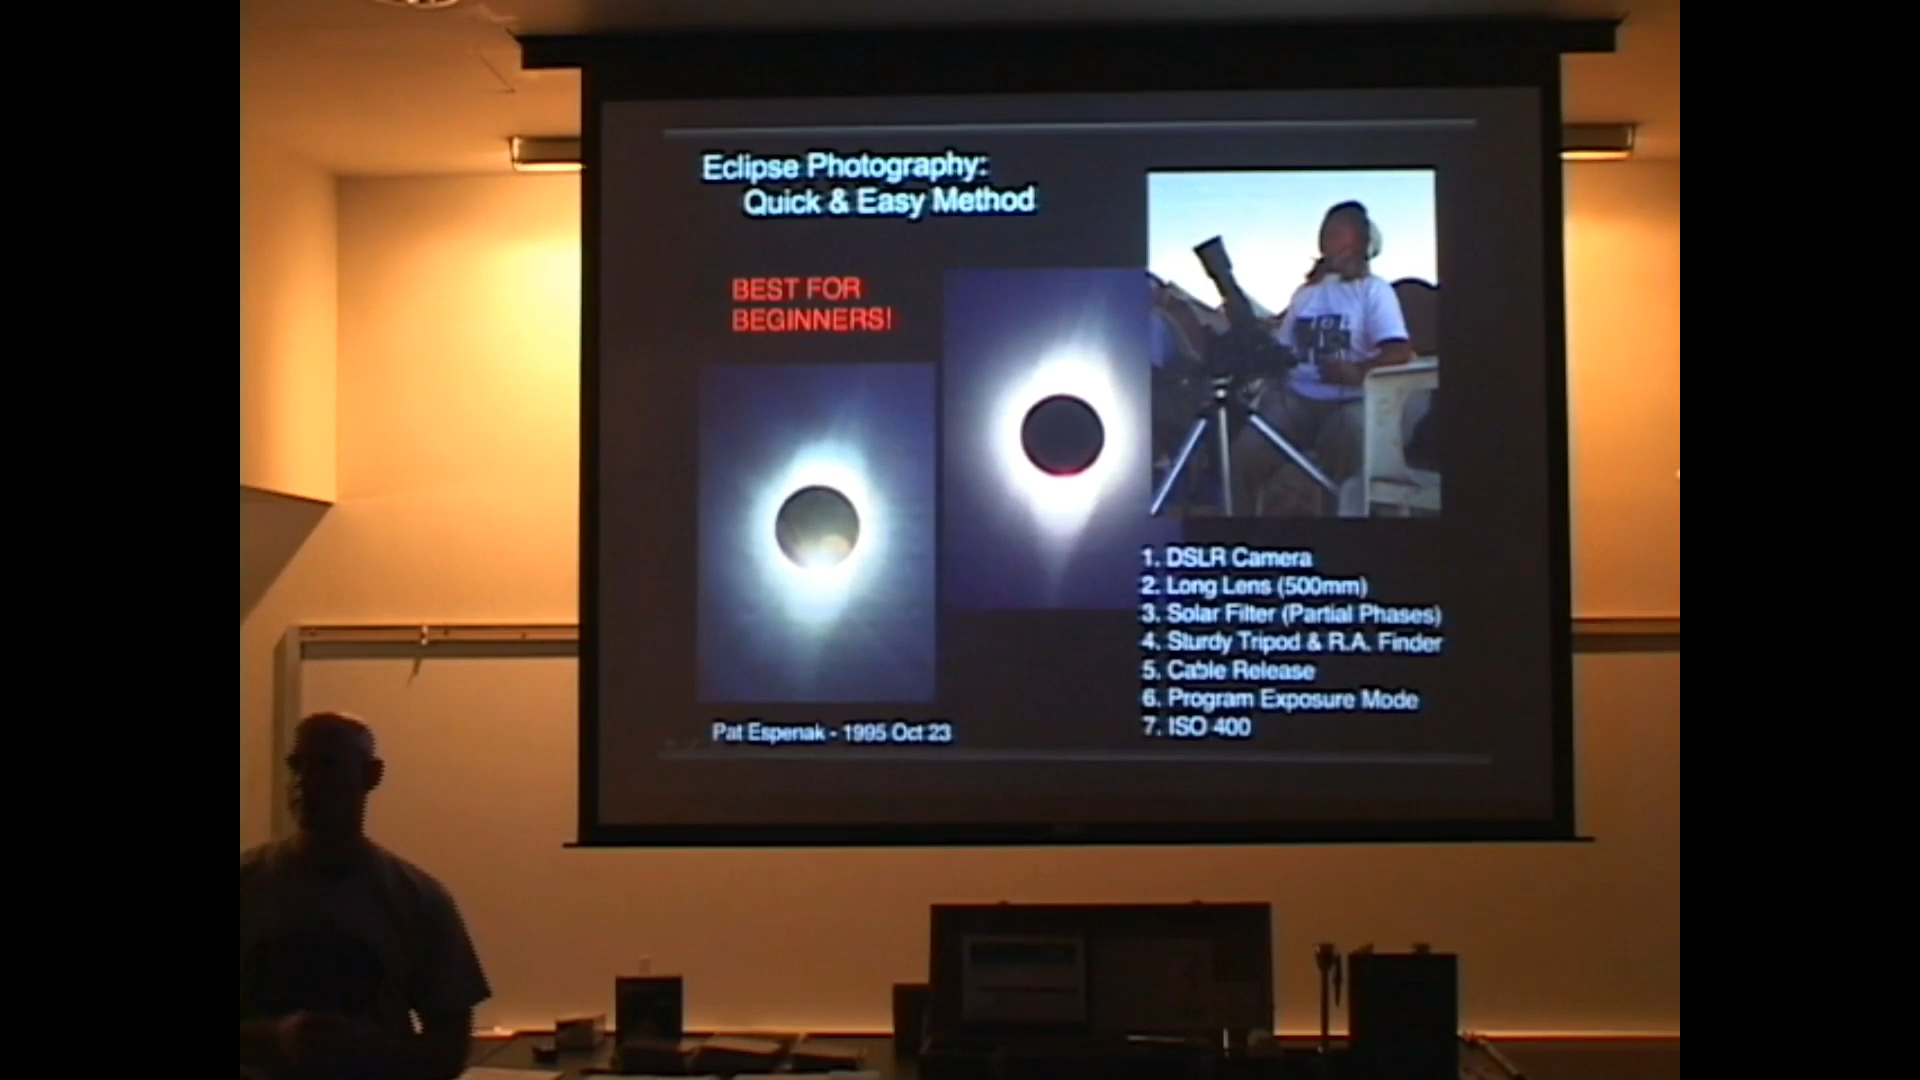 Eclipse Photography:
Quick & Easy Method
BEST FOR
BEGINNERS!
1. DSLR Camera
2. Long Lens (500mm)
3. Solar Filter (Partial Phases)
4. Sturdy Tripod & R.A. Finder
5. Cable Release
6. Program Exposure Mode
7. ISO 400
Pat Espenak - 1995 Oct 23